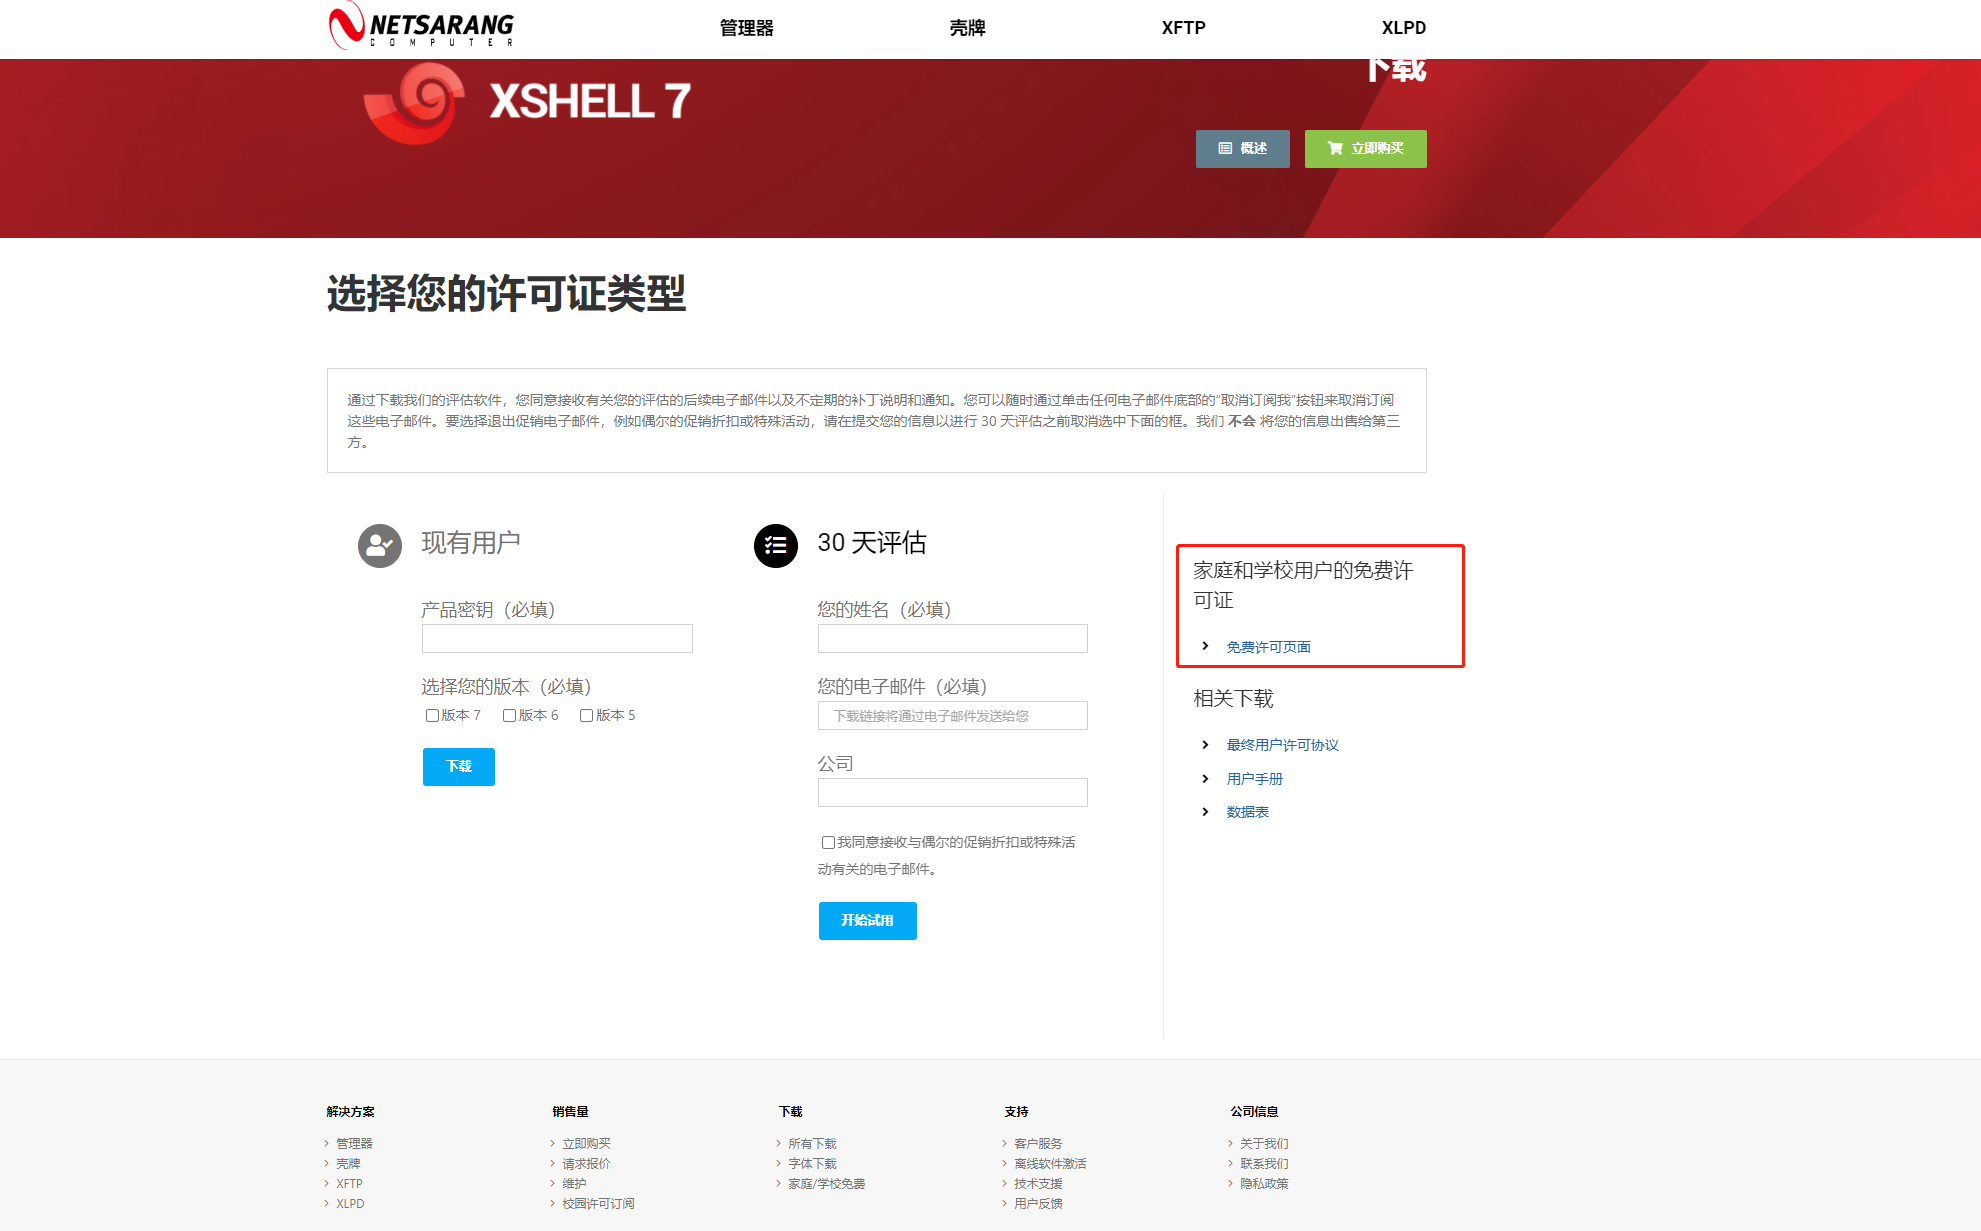 NETSARANG
COMPUTER
管理器
壳牌
XFTP
XLPD
下载
XSHELL 7
概述
立即购买
选择您的许可证类型
通过下载我们的评估软件，您同意接收有关您的评估的后续电子邮件以及不定期的补丁说明和通知。您可以随时通过单击任何电子邮件底部的“取消订阅我”按钮来取消订阅
这些电子邮件。要选择退出促销电子邮件，例如偶尔的促销折扣或特殊活动，请在提交您的信息以进行 30 天评估之前取消选中下面的框。我们 不会 将您的信息出售给第三
方。
现有用户
产品密钥（必填）
选择您的版本（必填）
版本 7 版本 6 版本 5
下载
30 天评估
您的姓名（必填）
您的电子邮件（必填）
下载链接将通过电子邮件发送给您
公司
我同意接收与偶尔的促销折扣或特殊活
动有关的电子邮件。
开始试用
家庭和学校用户的免费许
可证
免费许可页面
相关下载
最终用户许可协议
用户手册
数据表
解决方案
管理器
壳牌
XFTP
XLPD
销售量
立即购买
请求报价
维护
校园许可订阅
下载
所有下载
字体下载
家庭/学校免费
支持
客户服务
离线软件激活
技术支援
用户反馈
公司信息
关于我们
联系我们
隐私政策